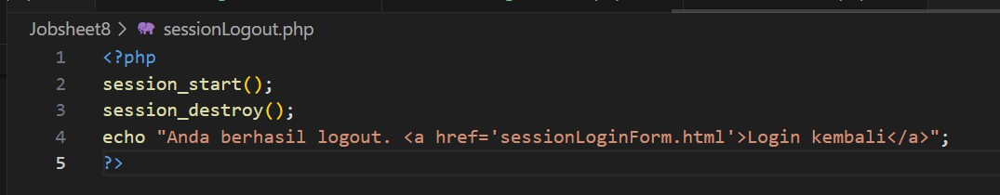 Jobsheet8 > sessionLogout.php
1 <?php
2 session_start();
3 session_destroy();
4 echo "Anda berhasil logout. <a href='sessionLoginForm.html'>Login kembali</a>";
5 ?>